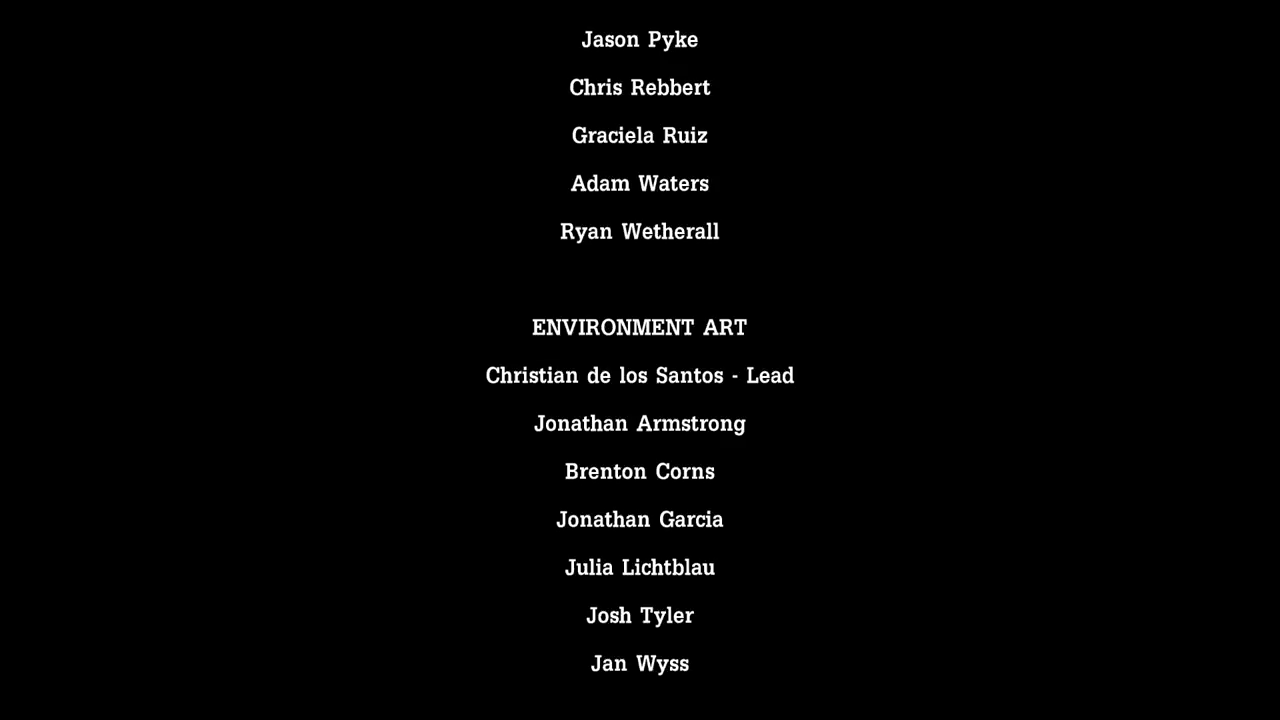 Jason Pyke
Chris Rebbert
Graciela Ruiz
Adam Waters
Ryan Wetherall
ENVIRONMENT ART
Christian de los Santos - Lead
Jonathan Armstrong
Brenton Corns
Jonathan Garcia
Julia Lichtblau
Josh Tyler
Jan Wyss